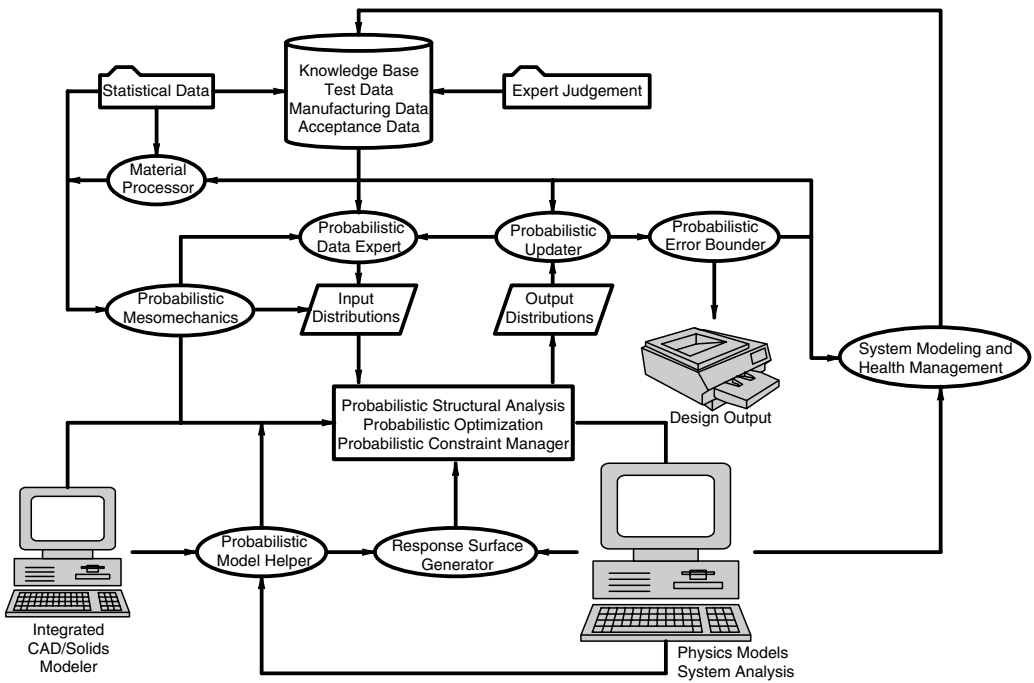 Knowledge Base
Test Data
Manufacturing Data
Acceptance Data
Statistical Data
Expert Judgement
Material
Processor
Probabilistic
Data Expert
Probabilistic
Updater
Probabilistic
Error Bounder
Probabilistic
Mesomechanics
Input
Distributions
Output
Distributions
System Modeling and
Health Management
Design Output
Probabilistic Structural Analysis
Probabilistic Optimization
Probabilistic Constraint Manager
Probabilistic
Model Helper
Response Surface
Generator
Integrated
CAD/Solids
Modeler
Physics Models
System Analysis